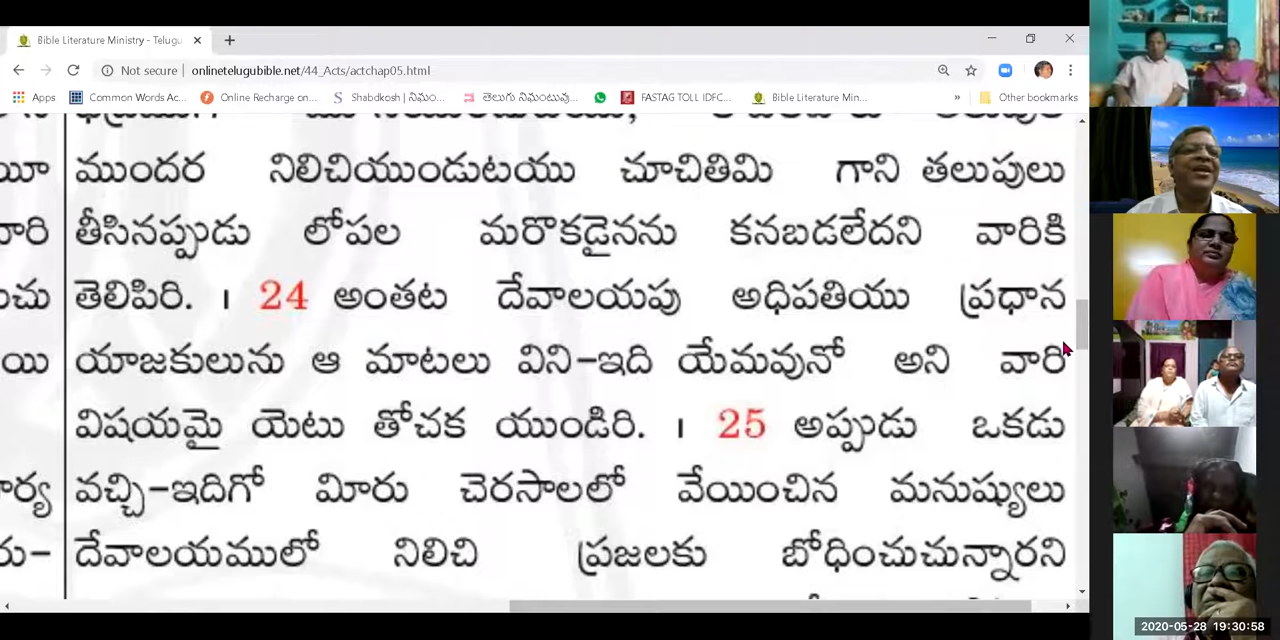 Bible Literature Ministry - Telugu
Not secure | onlinetelugubible.net/44_Acts/actchap05.html
Apps Common Words Ac... Online Recharge on... Shabdkosh | నిఘం... తెలుగు నిఘంటువు... FASTAG TOLL IDFC... Bible Literature Min... » Other bookmarks
యీ ముందర నిలిచియుండుటయు చూచితిమి గాని తలుపులు
వారి తీసినప్పుడు లోపల మరొకడైనను కనబడలేదని వారికి
ంచు తెలిపిరి. । 24 అంతట దేవాలయపు అధిపతియు ప్రధాన
యి యాజకులును ఆ మాటలు విని-ఇది యేమవునో అని వారి
విషయమై యెటు తోచక యుండిరి. । 25 అప్పుడు ఒకడు
ర్య వచ్చి-ఇదిగో మీరు చెరసాలలో వేయించిన మనుష్యులు
రు- దేవాలయములో నిలిచి ప్రజలకు బోధించుచున్నారని
2020-05-28 19:30:58